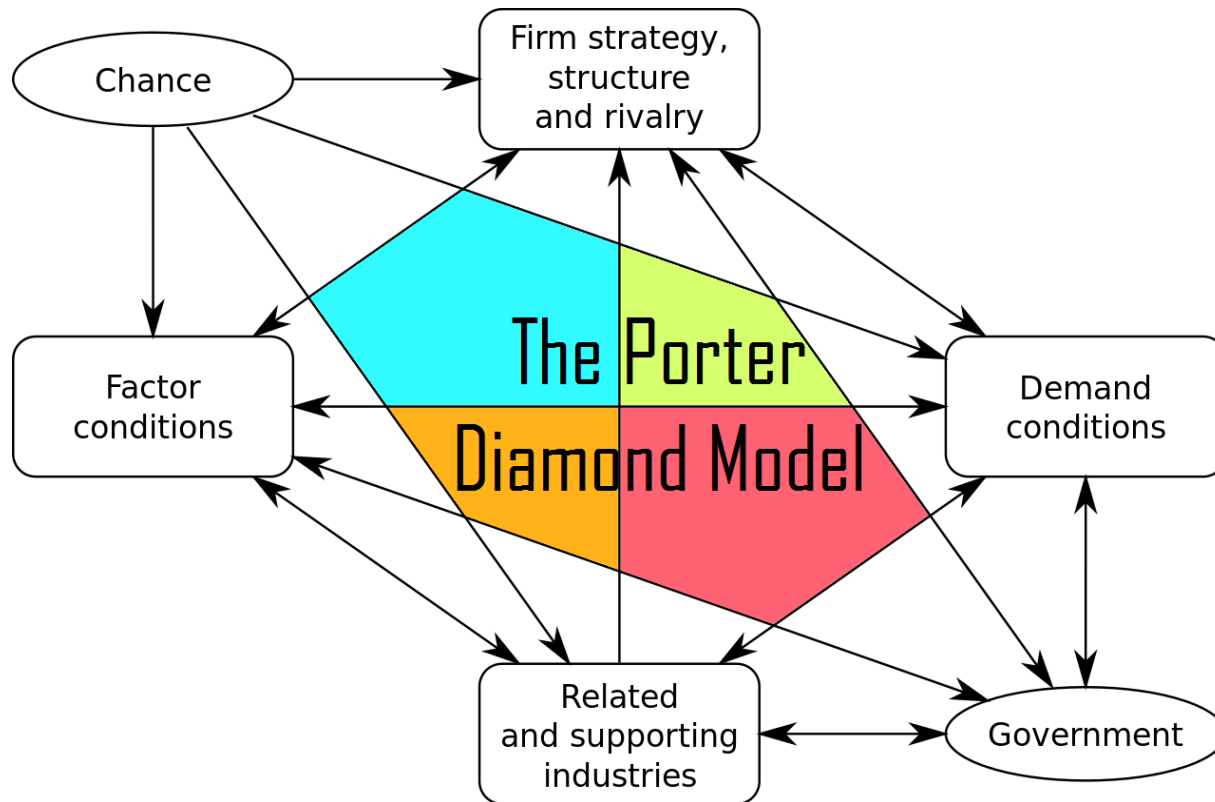 Chance
Firm strategy,
structure
and rivalry
The Porter
Diamond Model
Factor
conditions
Demand
conditions
Related
and supporting
industries
Government